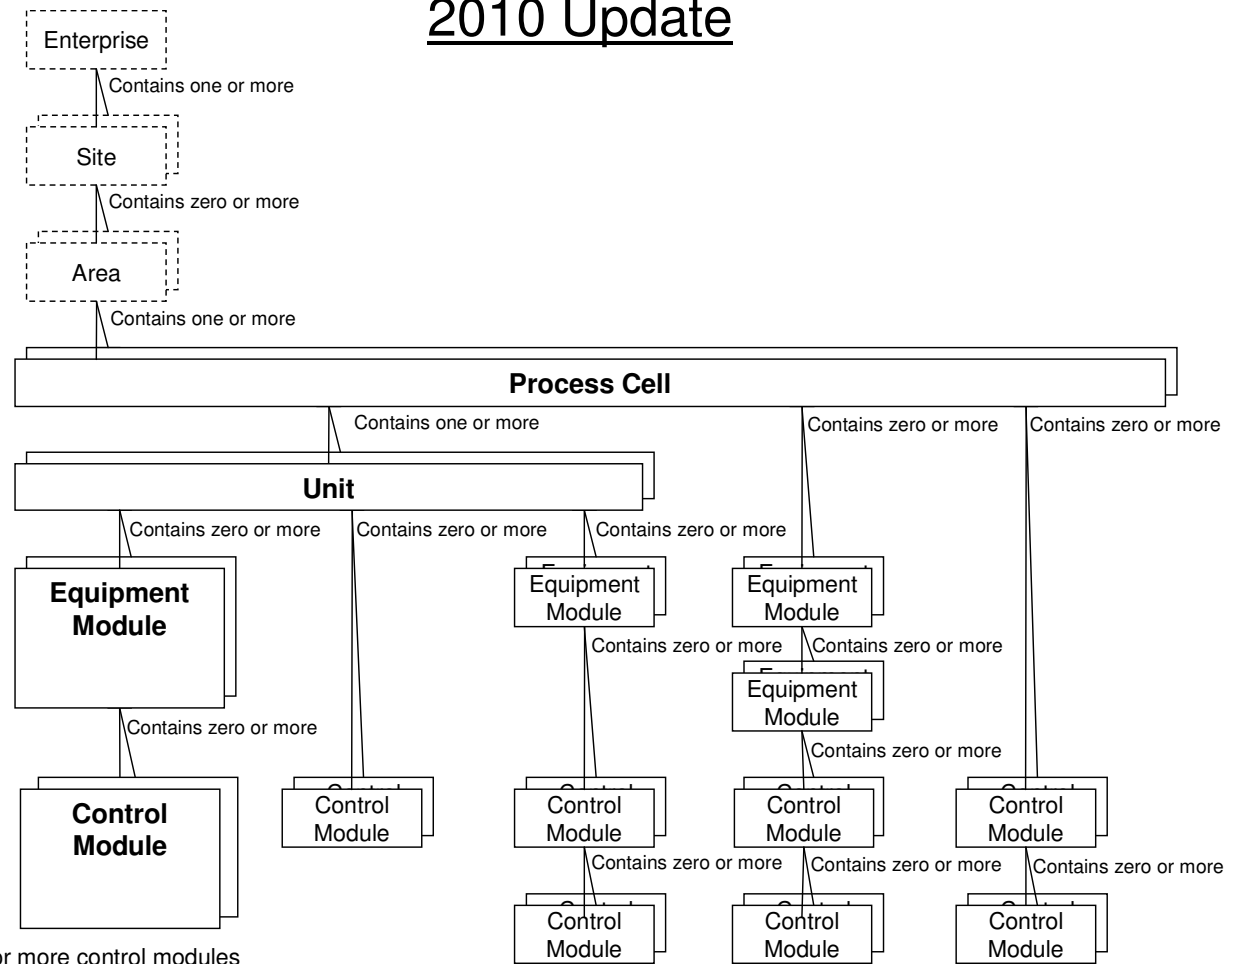 2010 Update
Enterprise
Contains one or more
Site
Contains zero or more
Area
Contains one or more
Process Cell
Contains one or more
Contains zero or more
Contains zero or more
Unit
Contains zero or more
Contains zero or more
Contains zero or more
Equipment
Module
Equipment
Module
Equipment
Module
Contains zero or more
Contains zero or more
Equipment
Module
Contains zero or more
Contains zero or more
Control
Module
Control
Module
Control
Module
Control
Module
Control
Module
Contains zero or more
Contains zero or more
Contains zero or more
Control
Module
Control
Module
Control
Module
or more control modules